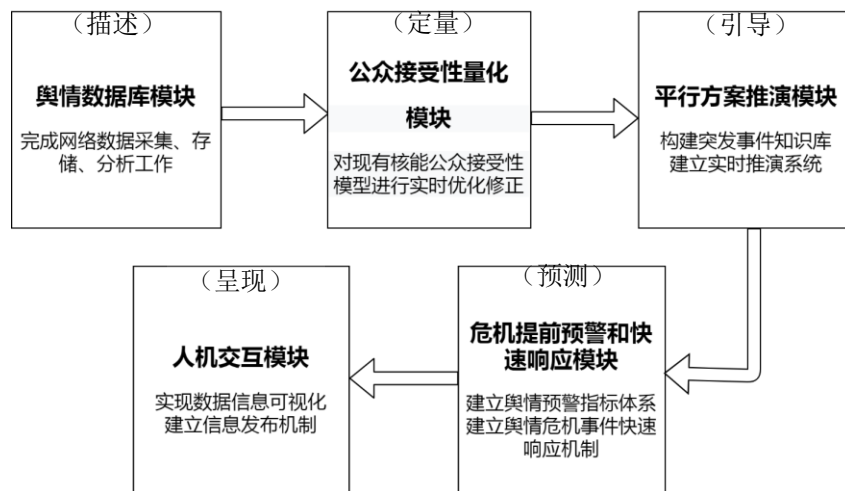 （描述）
舆情数据库模块
完成网络数据采集、存
储、分析工作
（定量）
公众接受性量化
模块
对现有核能公众接受性
模型进行实时优化修正
（引导）
平行方案推演模块
构建突发事件知识库
建立实时推演系统
（呈现）
人机交互模块
实现数据信息可视化
建立信息发布机制
（预测）
危机提前预警和快
速响应模块
建立舆情预警指标体系
建立舆情危机事件快速
响应机制